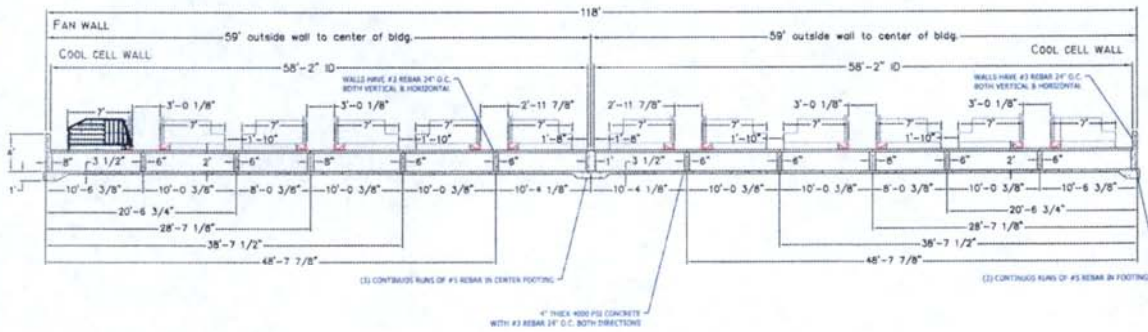 118'
FAN WALL
59' outside wall to center of bldg.
59' outside wall to center of bldg.
COOL CELL WALL
COOL CELL WALL
58'-2" ID
58'-2" ID
WALLS HAVE #3 REBAR 24" O.C.
BOTH VERTICAL & HORIZONTAL
WALLS HAVE #3 REBAR 24" O.C.
BOTH VERTICAL & HORIZONTAL
7' 3'-0 1/8" 3'-0 1/8" 2'-11 7/8" 2'-11 7/8" 3'-0 1/8" 3'-0 1/8"
7' 7' 7' 7' 7' 7' 7' 7' 7' 7'
1'-10" 1'-10" 1'-8" 1'-8" 1'-10" 1'-10"
8" 3 1/2" 6" 2' 6" 8" 6" 6" 6" 1' 3 1/2" 6" 6" 6" 6" 2' 6"
1'
10'-6 3/8" 10'-0 3/8" 8'-0 3/8" 10'-0 3/8" 10'-0 3/8" 10'-4 1/8" 10'-4 1/8" 10'-0 3/8" 10'-0 3/8" 8'-0 3/8" 10'-0 3/8" 10'-6 3/8"
20'-6 3/4" 20'-6 3/4"
28'-7 1/8" 28'-7 1/8"
38'-7 1/2" 38'-7 1/2"
48'-7 7/8" 48'-7 7/8"
(3) CONTINUOS RUNS OF #5 REBAR IN CENTER FOOTING
(2) CONTINUOS RUNS OF #5 REBAR IN FOOTING
4" THICK 4000 PSI CONCRETE
WITH #3 REBAR 24" O.C. BOTH DIRECTIONS